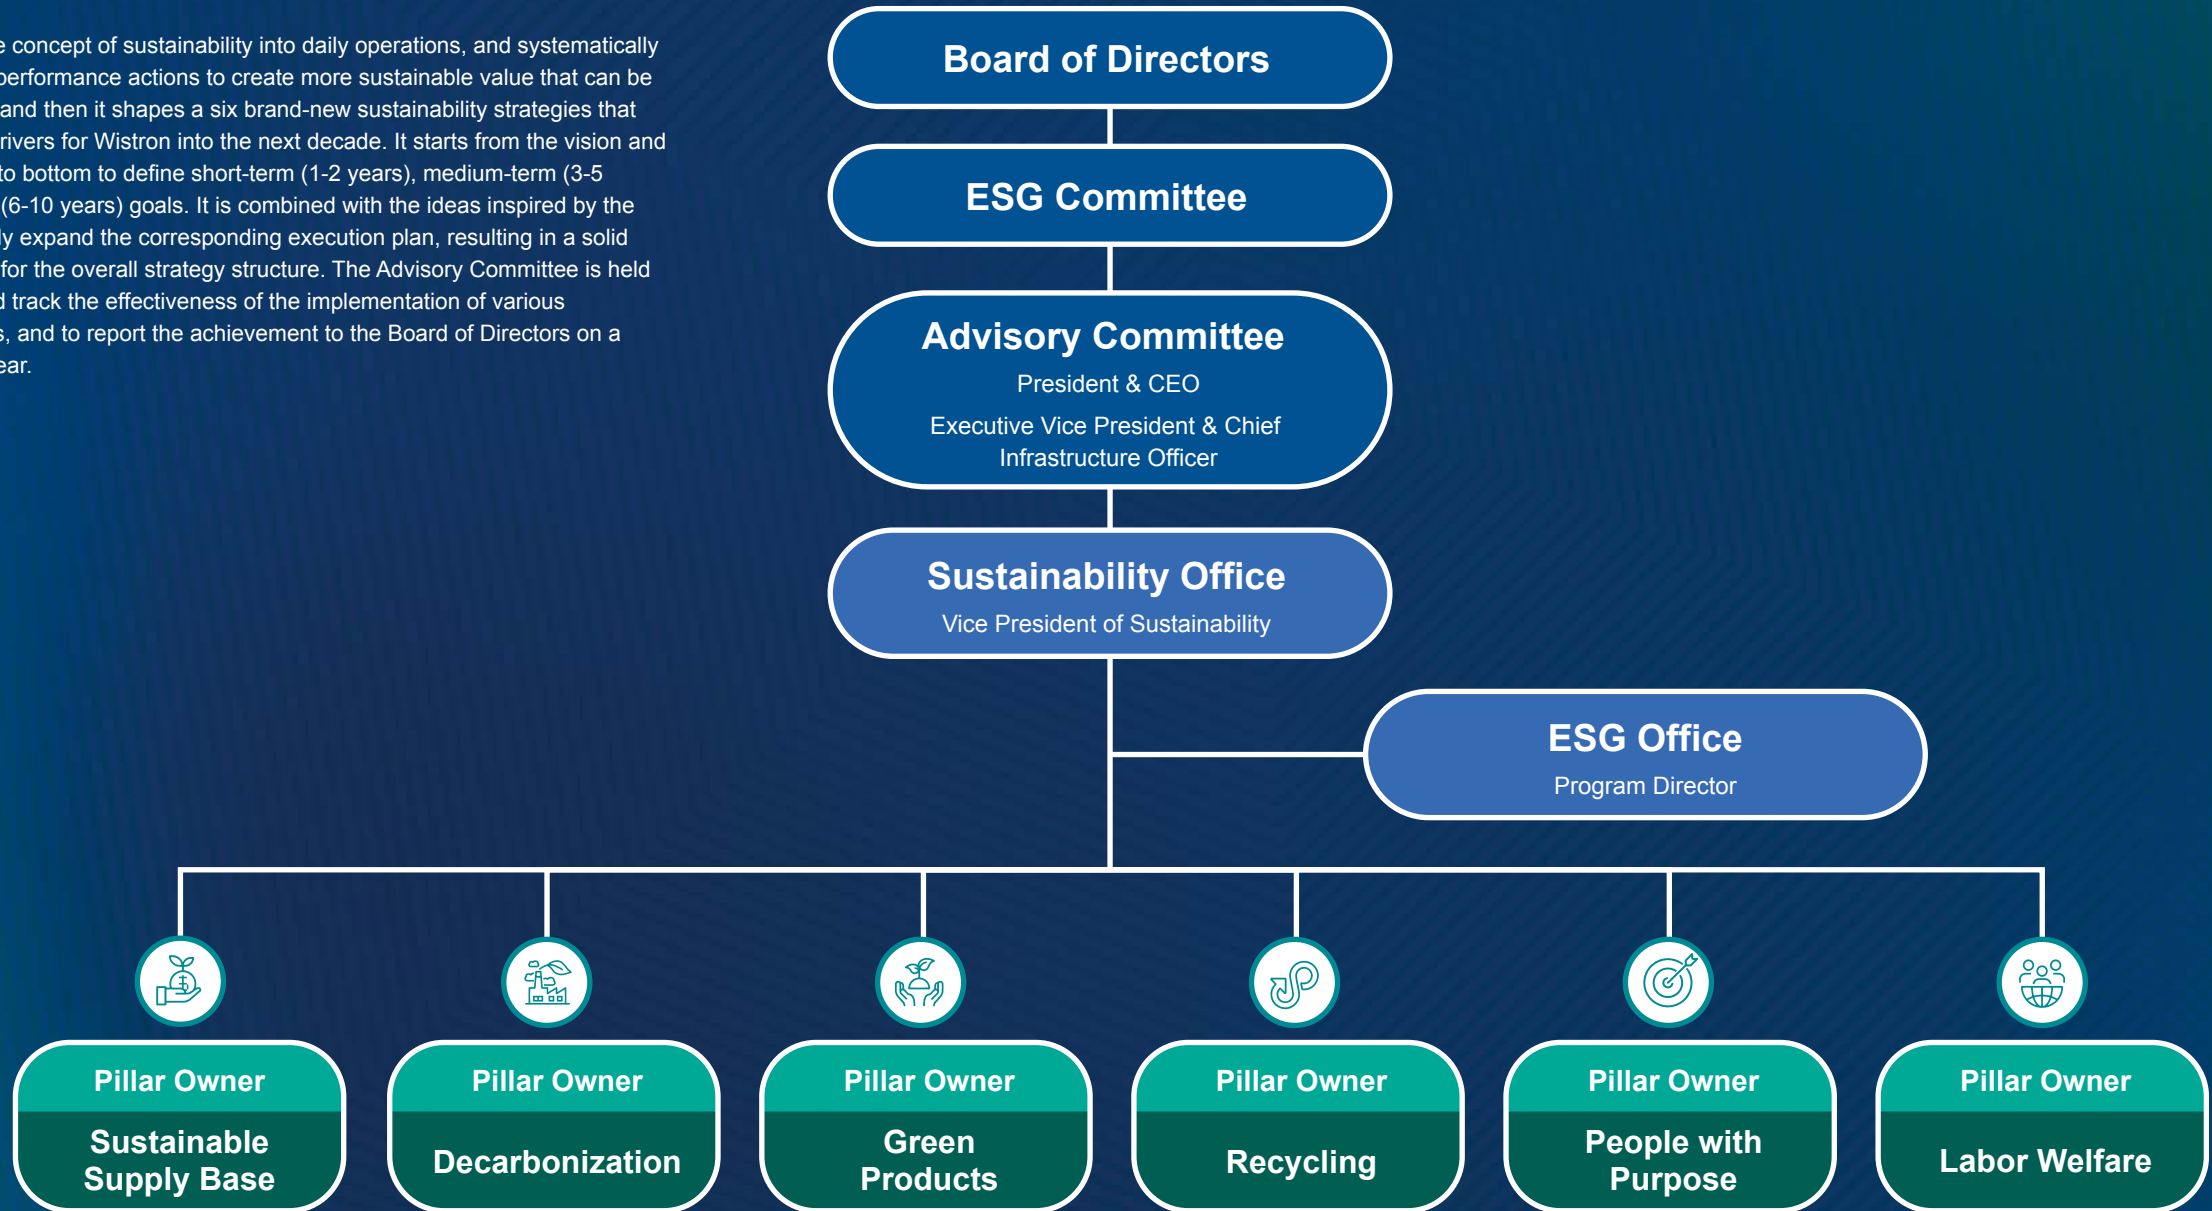 e concept of sustainability into daily operations, and systematically
performance actions to create more sustainable value that can be
and then it shapes a six brand-new sustainability strategies that
rivers for Wistron into the next decade. It starts from the vision and
to bottom to define short-term (1-2 years), medium-term (3-5
(6-10 years) goals. It is combined with the ideas inspired by the
ly expand the corresponding execution plan, resulting in a solid
for the overall strategy structure. The Advisory Committee is held
d track the effectiveness of the implementation of various
s, and to report the achievement to the Board of Directors on a
ear.
Board of Directors
ESG Committee
Advisory Committee
President & CEO
Executive Vice President & Chief
Infrastructure Officer
Sustainability Office
Vice President of Sustainability
ESG Office
Program Director
Pillar Owner
Sustainable
Supply Base
Pillar Owner
Decarbonization
Pillar Owner
Green
Products
Pillar Owner
Recycling
Pillar Owner
People with
Purpose
Pillar Owner
Labor Welfare